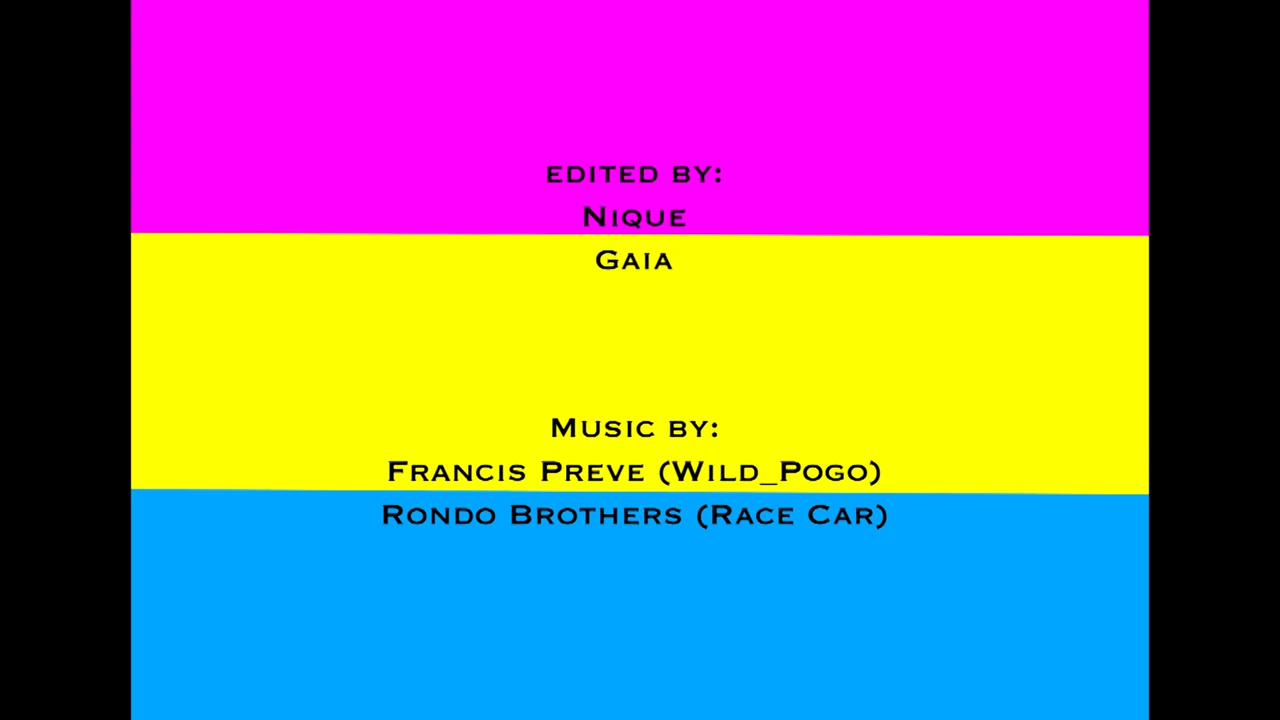 EDITED BY:
NIQUE
GAIA
MUSIC BY:
FRANCIS PREVE (WILD_POGO)
RONDO BROTHERS (RACE CAR)